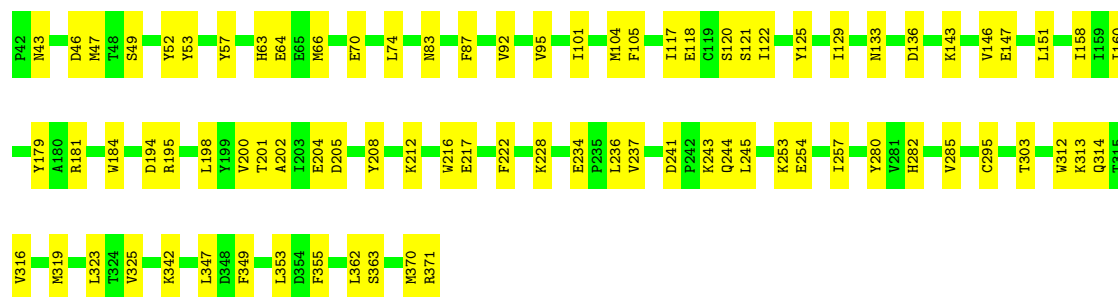 P42 N43 D46 M47 T48 S49 Y52 Y53 Y57 H63 E64 E65 M66 E70 L74 N83 F87 V92 V95 I101 M104 F105 I117 E118 C119 S120 S121 I122 Y125 I129 N133 D136 K143 V146 E147 L151 I158 I159 I160
Y179 A180 R181 W184 D194 R195 L198 Y199 V200 T201 A202 I203 E204 D205 Y208 K212 W216 E217 F222 K228 E234 P235 L236 V237 D241 P242 K243 Q244 L245 K253 E254 I257 Y280 V281 H282 V285 C295 T303 W312 K313 Q314 T315
V316 M319 L323 T324 V325 K342 L347 D348 F349 L353 D354 F355 L362 S363 M370 R371